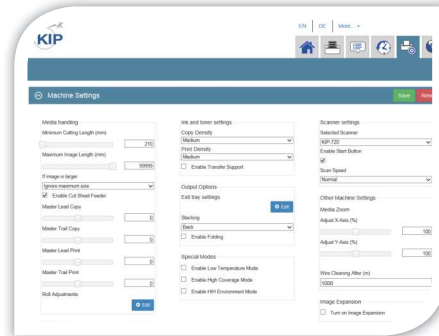 KIP
EN | DE | More...
Machine Settings
Save
Media handling
Minimum Cutting Length (mm)
210
Maximum Image Length (mm)
99999
If image is larger
Ignore maximum size
Enable Cut Sheet Feeder
Master Lead Copy
0
Master Trail Copy
0
Master Lead Print
0
Master Trail Print
0
Roll Adjustments
Edit
Ink and toner settings
Copy Density
Medium
Print Density
Medium
Enable Transfer Support
Output Options
Exit tray settings
Edit
Stacking
Back
Enable Folding
Special Modes
Enable Low Temperature Mode
Enable High Coverage Mode
Enable H/H Environment Mode
Scanner settings
Selected Scanner
KIP-720
Enable Start Button
Scan Speed
Normal
Other Machine Settings
Media Zoom
Adjust X-Axis (%)
100
Adjust Y-Axis (%)
100
Wire Cleaning After (m)
1000
Image Expansion
Turn on Image Expansion